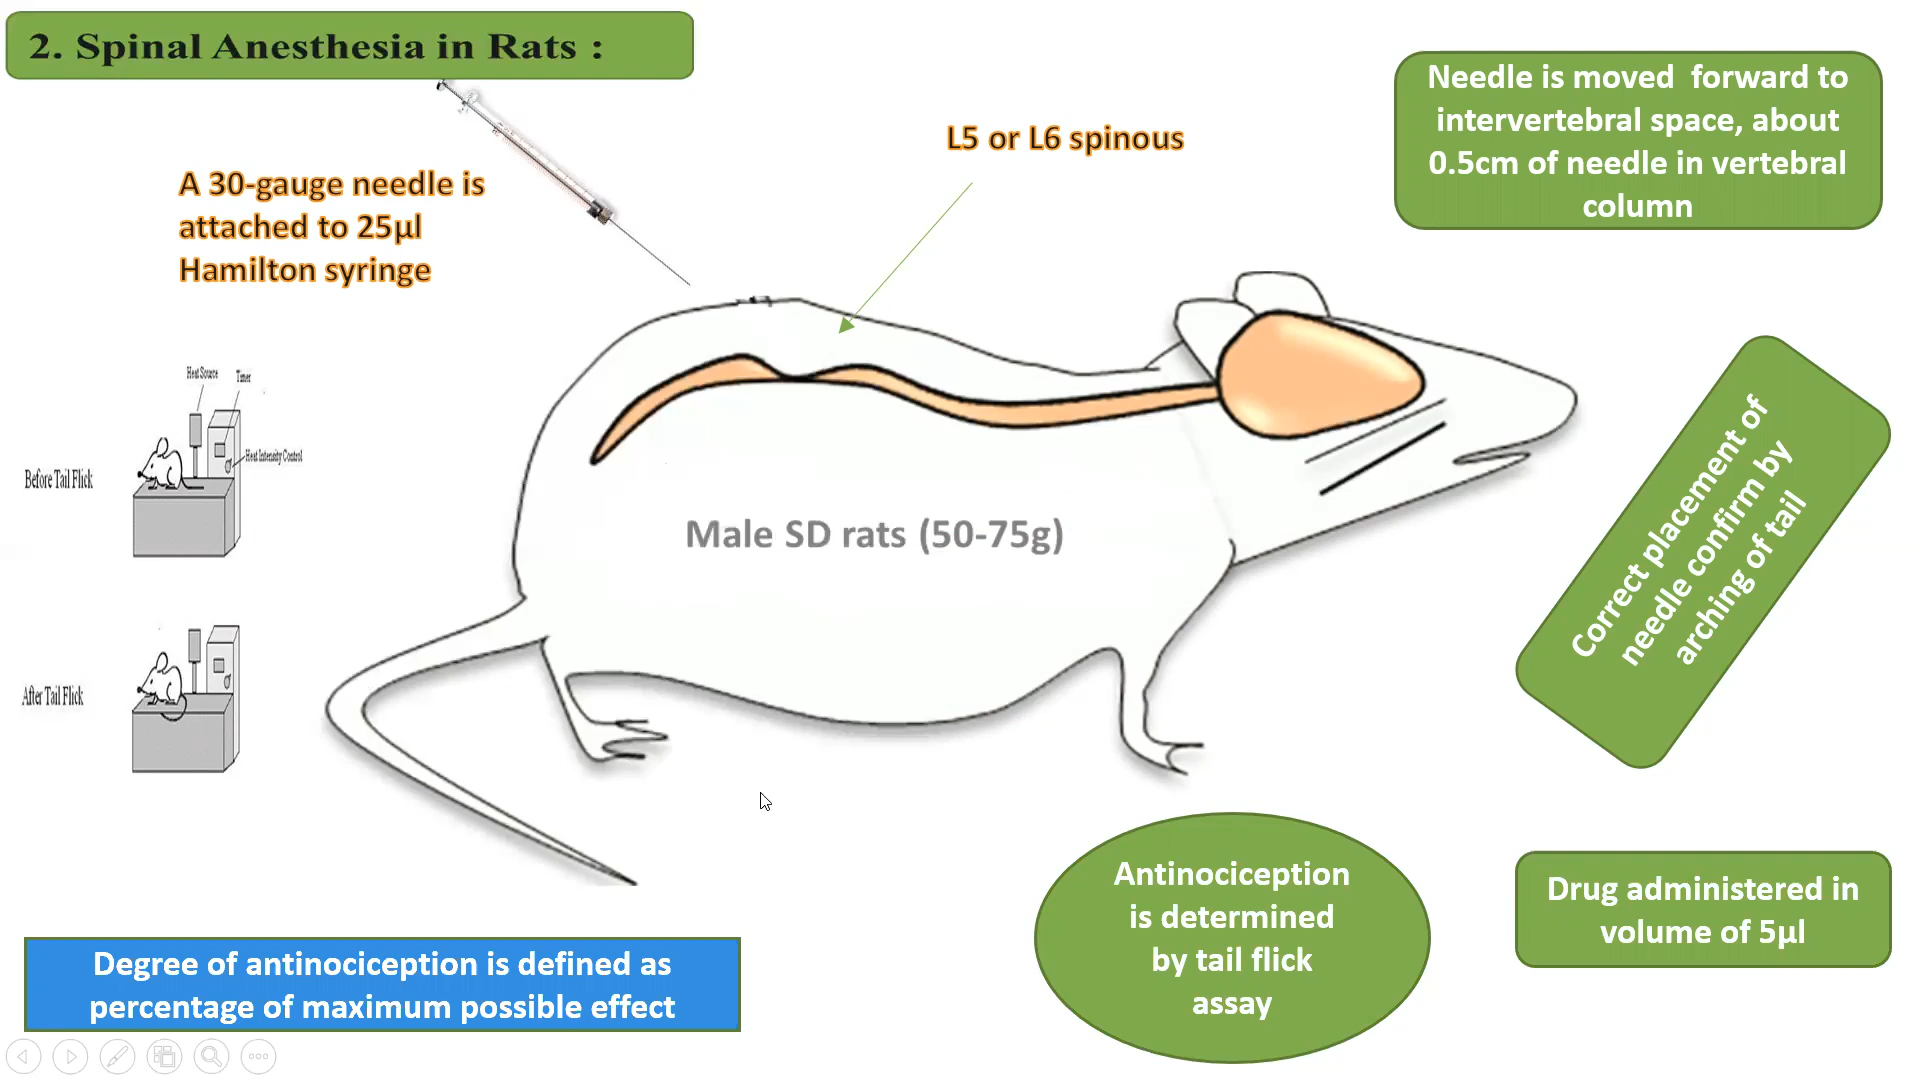 2. Spinal Anesthesia in Rats :
A 30-gauge needle is
attached to 25µl
Hamilton syringe
L5 or L6 spinous
Needle is moved  forward to
intervertebral space, about
0.5cm of needle in vertebral
column
Heat Source
Timer
Heat Intensity Control
Before Tail Flick
After Tail Flick
Male SD rats (50-75g)
Correct placement of
needle confirm by
arching of tail
Antinociception
is determined
by tail flick
assay
Drug administered in
volume of 5µl
Degree of antinociception is defined as
percentage of maximum possible effect